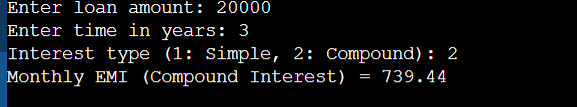 Enter loan amount: 20000
Enter time in years: 3
Interest type (1: Simple, 2: Compound): 2
Monthly EMI (Compound Interest) = 739.44